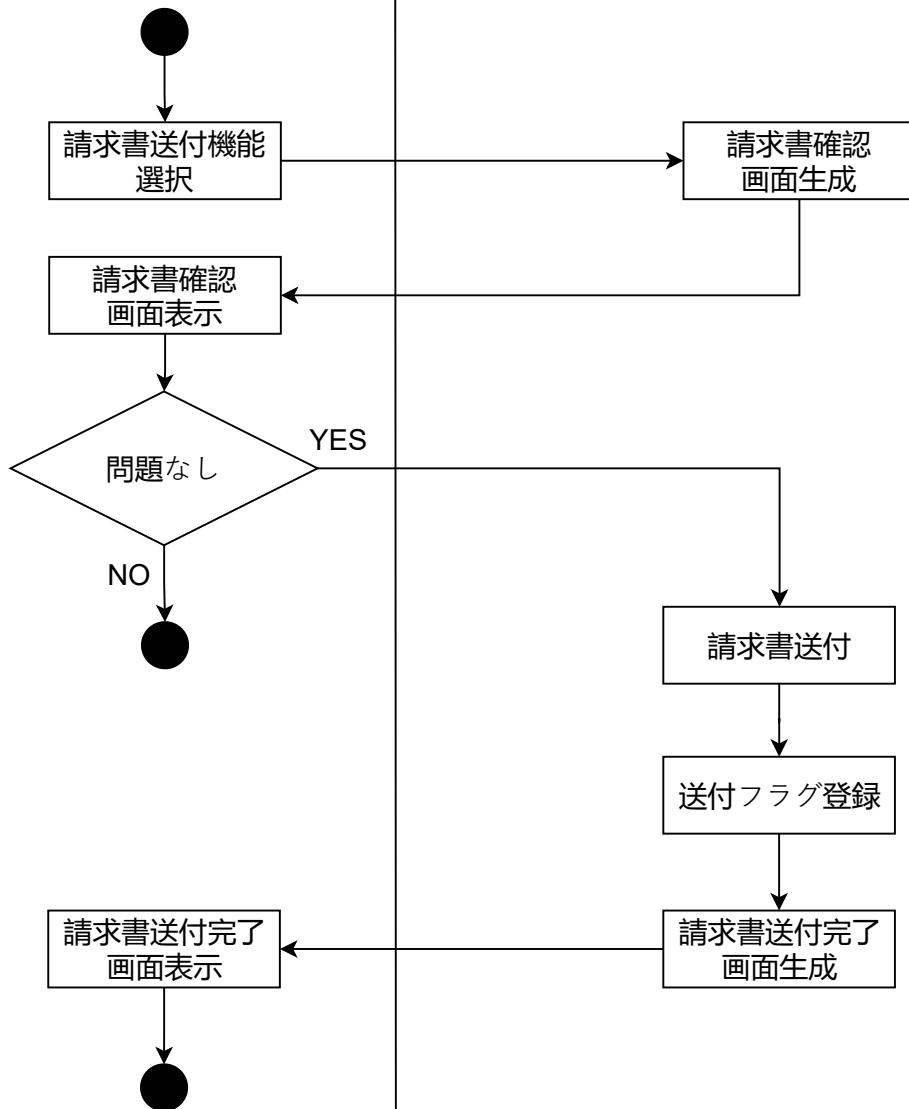 請求書送付機能
選択
請求書確認
画面生成
請求書確認
画面表示
問題なし
YES
NO
請求書送付
送付フラグ登録
請求書送付完了
画面表示
請求書送付完了
画面生成